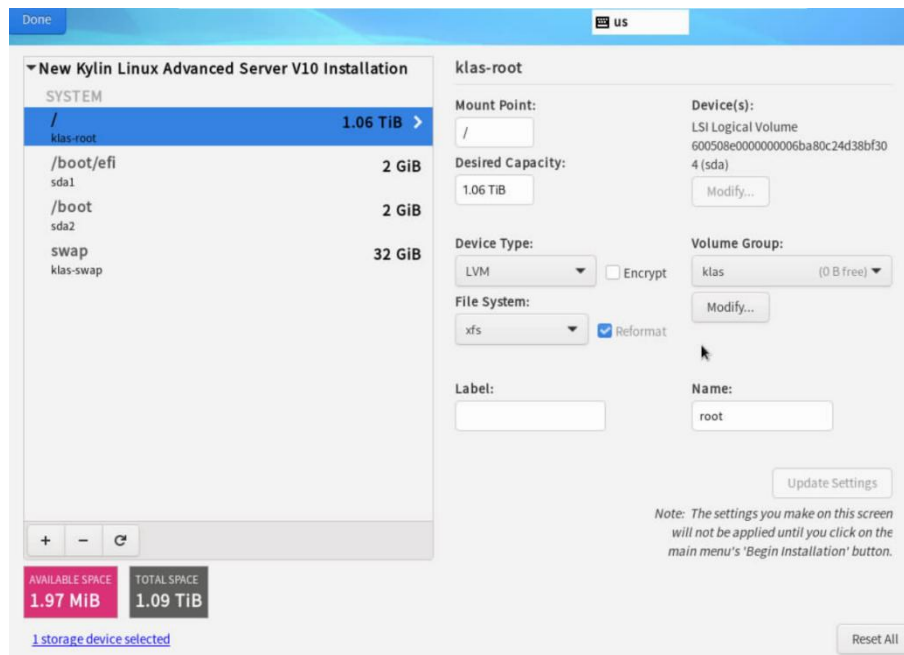 Done
us
New Kylin Linux Advanced Server V10 Installation
SYSTEM
/ 1.06 TiB
klas-root
/boot/efi 2 GiB
sda1
/boot 2 GiB
sda2
swap 32 GiB
klas-swap
+ −
AVAILABLE SPACE
1.97 MiB
TOTAL SPACE
1.09 TiB
1 storage device selected
klas-root
Mount Point:
/
Desired Capacity:
1.06 TiB
Device(s):
LSI Logical Volume
600508e0000000006ba80c24d38bf30
4 (sda)
Modify...
Device Type:
LVM
Encrypt
Volume Group:
klas (0 B free)
Modify...
File System:
xfs
Reformat
Label:
Name:
root
Update Settings
Note: The settings you make on this screen
will not be applied until you click on the
main menu's 'Begin Installation' button.
Reset All